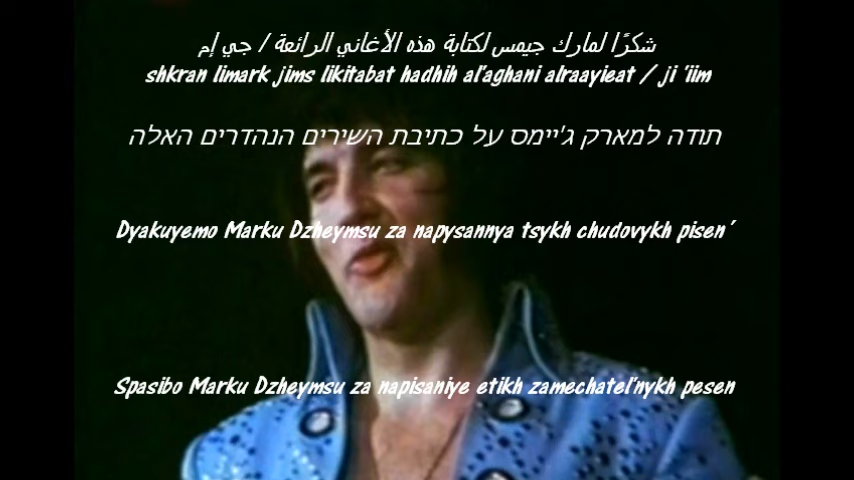 شكرًا لمارك جيمس لكتابة هذه الأغاني الرائعة / جي إم
shkran limark jims likitabat hadhih al'aghani alraayieat / ji 'iim
תודה למארק ג'יימס על כתיבת השירים הנהדרים האלה
Dyakuyemo Marku Dzheymsu za napysannya tsykh chudovykh pisen´
Spasibo Marku Dzheymsu za napisaniye etikh zamechatel'nykh pesen